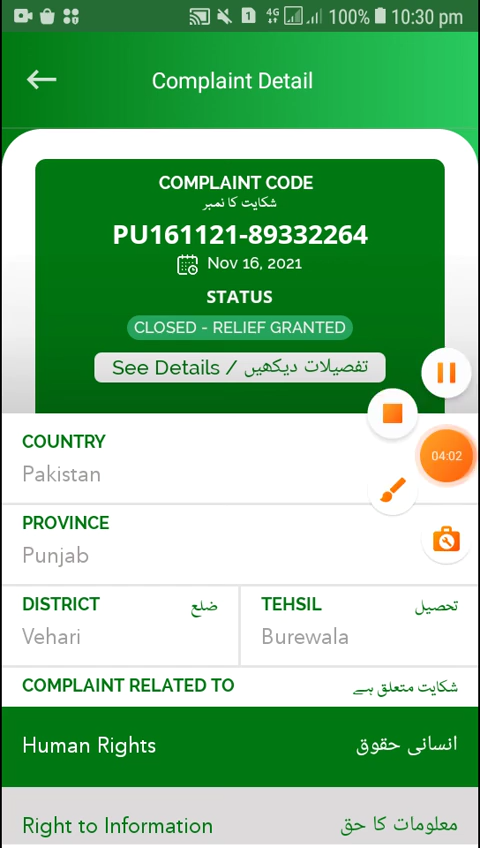 4G 100% 10:30 pm
Complaint Detail
COMPLAINT CODE
شکایت کا نمبر
PU161121-89332264
Nov 16, 2021
STATUS
CLOSED - RELIEF GRANTED
See Details / تفصیلات دیکھیں
COUNTRY
04:02
Pakistan
PROVINCE
Punjab
DISTRICT ضلع TEHSIL تحصیل
Vehari Burewala
COMPLAINT RELATED TO شکایت متعلق ہے
Human Rights انسانی حقوق
Right to Information معلومات کا حق